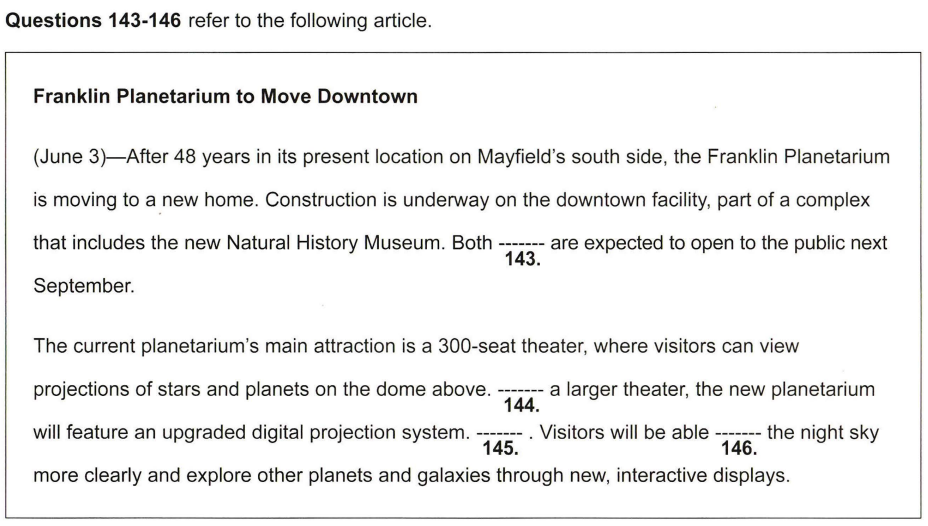 Questions 143-146 refer to the following article.
Franklin Planetarium to Move Downtown
(June 3)—After 48 years in its present location on Mayfield's south side, the Franklin Planetarium
is moving to a new home. Construction is underway on the downtown facility, part of a complex
that includes the new Natural History Museum. Both ------- are expected to open to the public next
143.
September.
The current planetarium's main attraction is a 300-seat theater, where visitors can view
projections of stars and planets on the dome above. ------- a larger theater, the new planetarium
144.
will feature an upgraded digital projection system. ------- . Visitors will be able ------- the night sky
145. 146.
more clearly and explore other planets and galaxies through new, interactive displays.